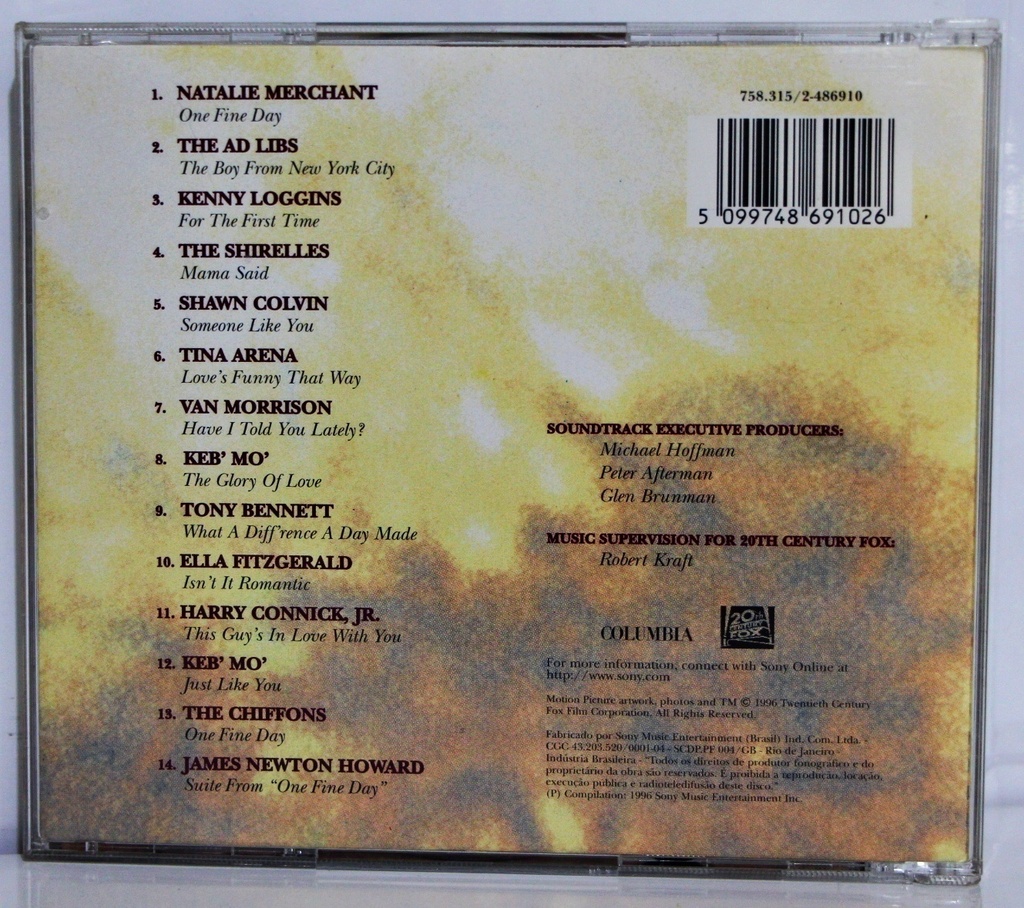 1. NATALIE MERCHANT
One Fine Day
2. THE AD LIBS
The Boy From New York City
3. KENNY LOGGINS
For The First Time
4. THE SHIRELLES
Mama Said
5. SHAWN COLVIN
Someone Like You
6. TINA ARENA
Love's Funny That Way
7. VAN MORRISON
Have I Told You Lately?
8. KEB' MO'
The Glory Of Love
9. TONY BENNETT
What A Diff'rence A Day Made
10. ELLA FITZGERALD
Isn't It Romantic
11. HARRY CONNICK, JR.
This Guy's In Love With You
12. KEB' MO'
Just Like You
13. THE CHIFFONS
One Fine Day
14. JAMES NEWTON HOWARD
Suite From "One Fine Day"
758.315/2-486910
5 099748 691026
SOUNDTRACK EXECUTIVE PRODUCERS:
Michael Hoffman
Peter Afterman
Glen Brunman
MUSIC SUPERVISION FOR 20TH CENTURY FOX:
Robert Kraft
COLUMBIA
20th
CENTURY
FOX
For more information, connect with Sony Online at
http://www.sony.com
Motion Picture artwork, photos and TM © 1996 Twentieth Century
Fox Film Corporation. All Rights Reserved.
Fabricado por Sony Music Entertainment (Brasil) Ind. Com. Ltda. -
CGC 43.203.520/0001-04 - SCDP.PF 004/GB - Rio de Janeiro -
Indústria Brasileira - "Todos os direitos de produtor fonográfico e do
proprietário da obra são reservados. É proibida a reprodução, locação,
execução pública e radioteledifusão deste disco."
(P) Compilation: 1996 Sony Music Entertainment Inc.